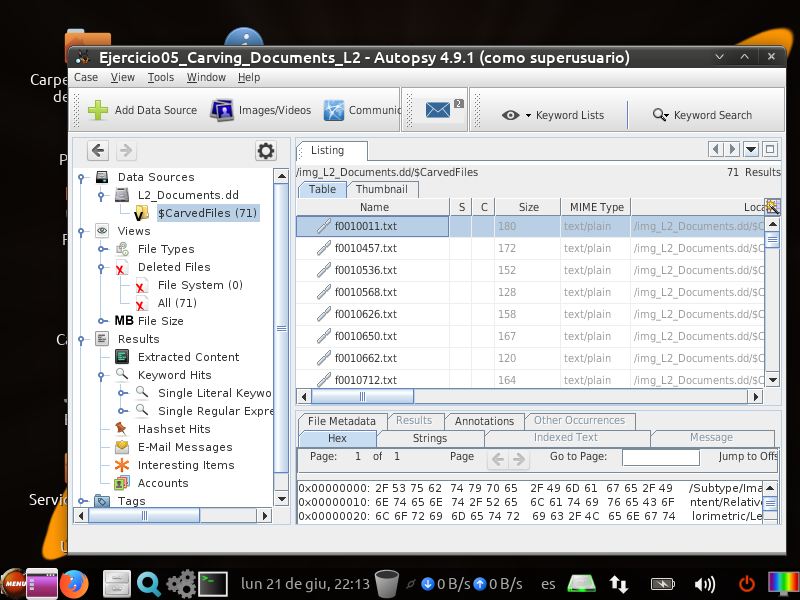 Ejercicio05_Carving_Documents_L2 - Autopsy 4.9.1 (como superusuario)
Case View Tools Window Help
Add Data Source Images/Videos Communic 2 Keyword Lists Keyword Search
Listing
/img_L2_Documents.dd/$CarvedFiles 71 Results
Table Thumbnail
Name S C Size MIME Type Loca
f0010011.txt 180 text/plain /img_L2_Documents.dd/$C
f0010457.txt 172 text/plain /img_L2_Documents.dd/$C
f0010536.txt 152 text/plain /img_L2_Documents.dd/$C
f0010568.txt 128 text/plain /img_L2_Documents.dd/$C
f0010626.txt 158 text/plain /img_L2_Documents.dd/$C
f0010650.txt 167 text/plain /img_L2_Documents.dd/$C
f0010662.txt 120 text/plain /img_L2_Documents.dd/$C
f0010712.txt 164 text/plain /img_L2_Documents.dd/$C
Data Sources
L2_Documents.dd
$CarvedFiles (71)
Views
File Types
Deleted Files
File System (0)
All (71)
MB File Size
Results
Extracted Content
Keyword Hits
Single Literal Keywo
Single Regular Expre
Hashset Hits
E-Mail Messages
Interesting Items
Accounts
Tags
File Metadata Results Annotations Other Occurrences
Hex Strings Indexed Text Message
Page: 1 of 1 Page Go to Page: Jump to Offs
0x00000000: 2F 53 75 62 74 79 70 65 2F 49 6D 61 67 65 2F 49 /Subtype/Ima
0x00000010: 6E 74 65 6E 74 2F 52 65 6C 61 74 69 76 65 43 6F ntent/Relative
0x00000020: 6C 6F 72 69 6D 65 74 72 69 63 2F 4C 65 6E 67 74 lorimetric/Le
Carpe
de
Servic
MENU lun 21 de giu, 22:13 0 B/s 0 B/s es